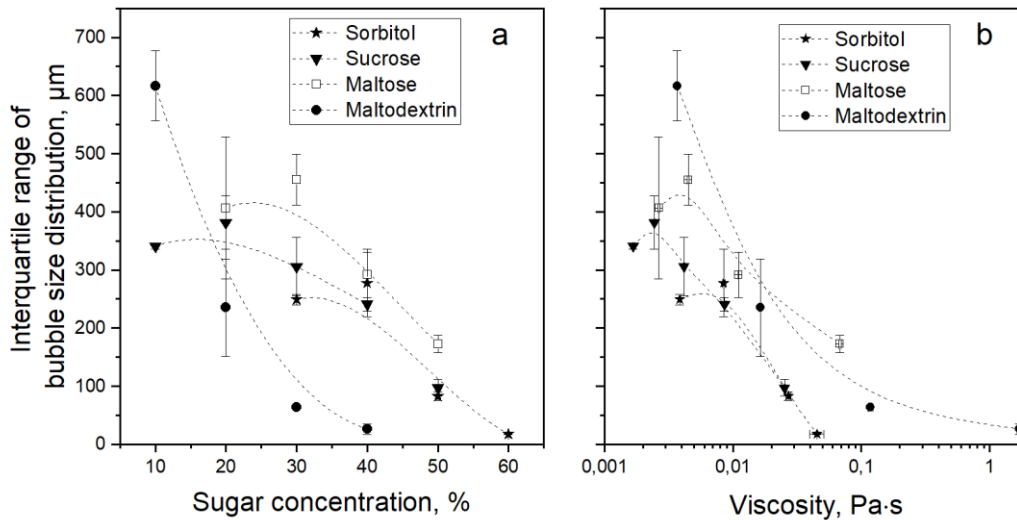 Interquartile range of
bubble size distribution, µm
700
600
500
400
300
200
100
0
a
Sorbitol
Sucrose
Maltose
Maltodextrin
10 20 30 40 50 60
Sugar concentration, %
b
Sorbitol
Sucrose
Maltose
Maltodextrin
0,001 0,01 0,1 1
Viscosity, Pa·s